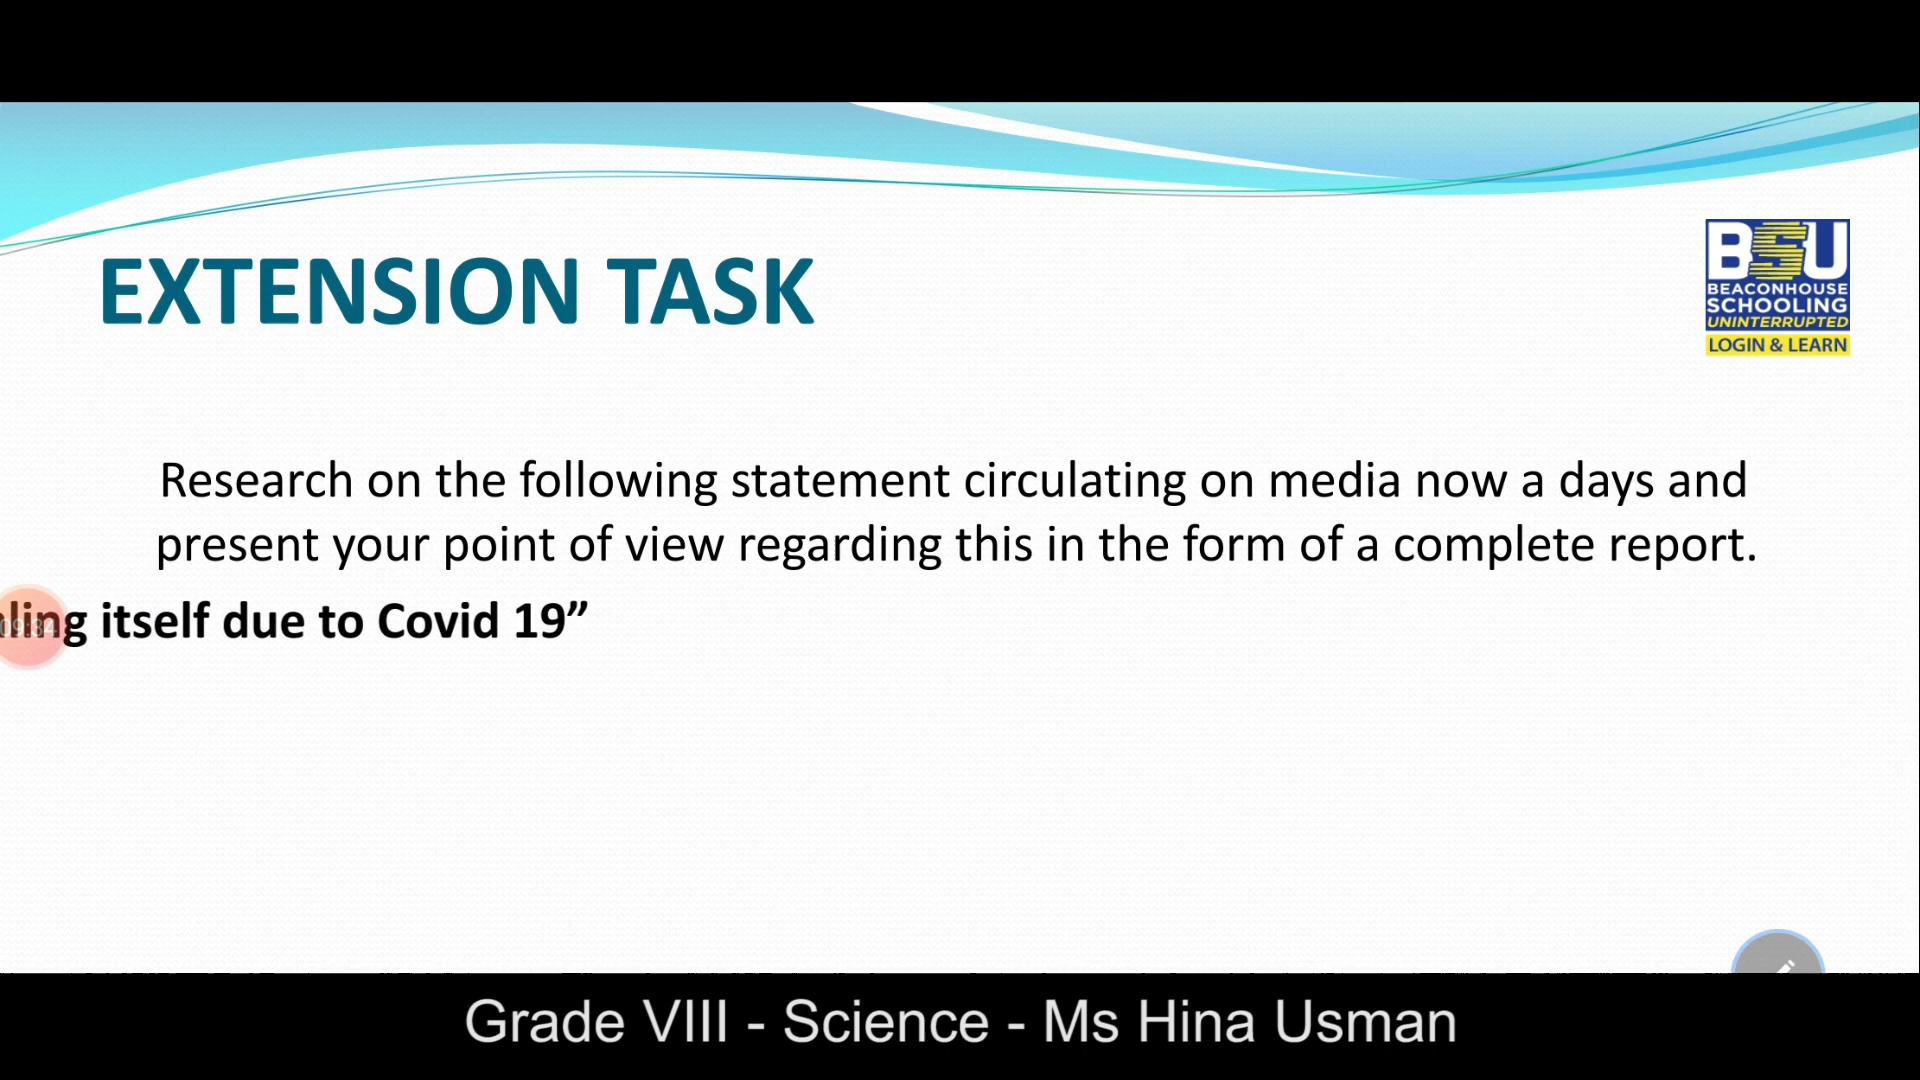 EXTENSION TASK
BSU
BEACONHOUSE
SCHOOLING
UNINTERRUPTED
LOGIN & LEARN
Research on the following statement circulating on media now a days and
present your point of view regarding this in the form of a complete report.
itself due to Covid 19”
Grade VIII - Science - Ms Hina Usman